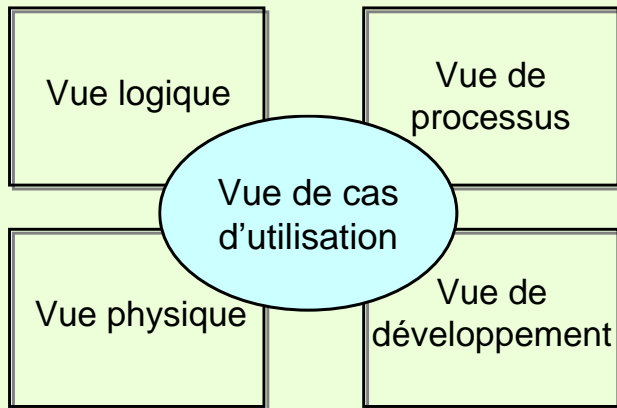 Vue logique
Vue de
processus
Vue de cas
d’utilisation
Vue physique
Vue de
développement